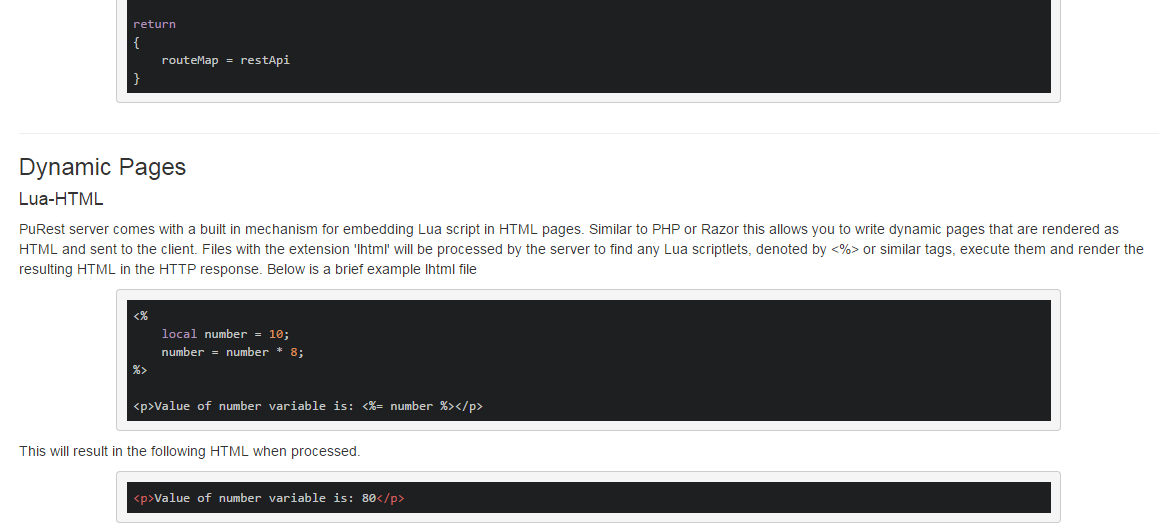 return
{
    routeMap = restApi
}
Dynamic Pages
Lua-HTML
PuRest server comes with a built in mechanism for embedding Lua script in HTML pages. Similar to PHP or Razor this allows you to write dynamic pages that are rendered as
HTML and sent to the client. Files with the extension 'lhtml' will be processed by the server to find any Lua scriptlets, denoted by <%> or similar tags, execute them and render the
resulting HTML in the HTTP response. Below is a brief example lhtml file
<%
    local number = 10;
    number = number * 8;
%>
<p>Value of number variable is: <%= number %></p>
This will result in the following HTML when processed.
<p>Value of number variable is: 80</p>